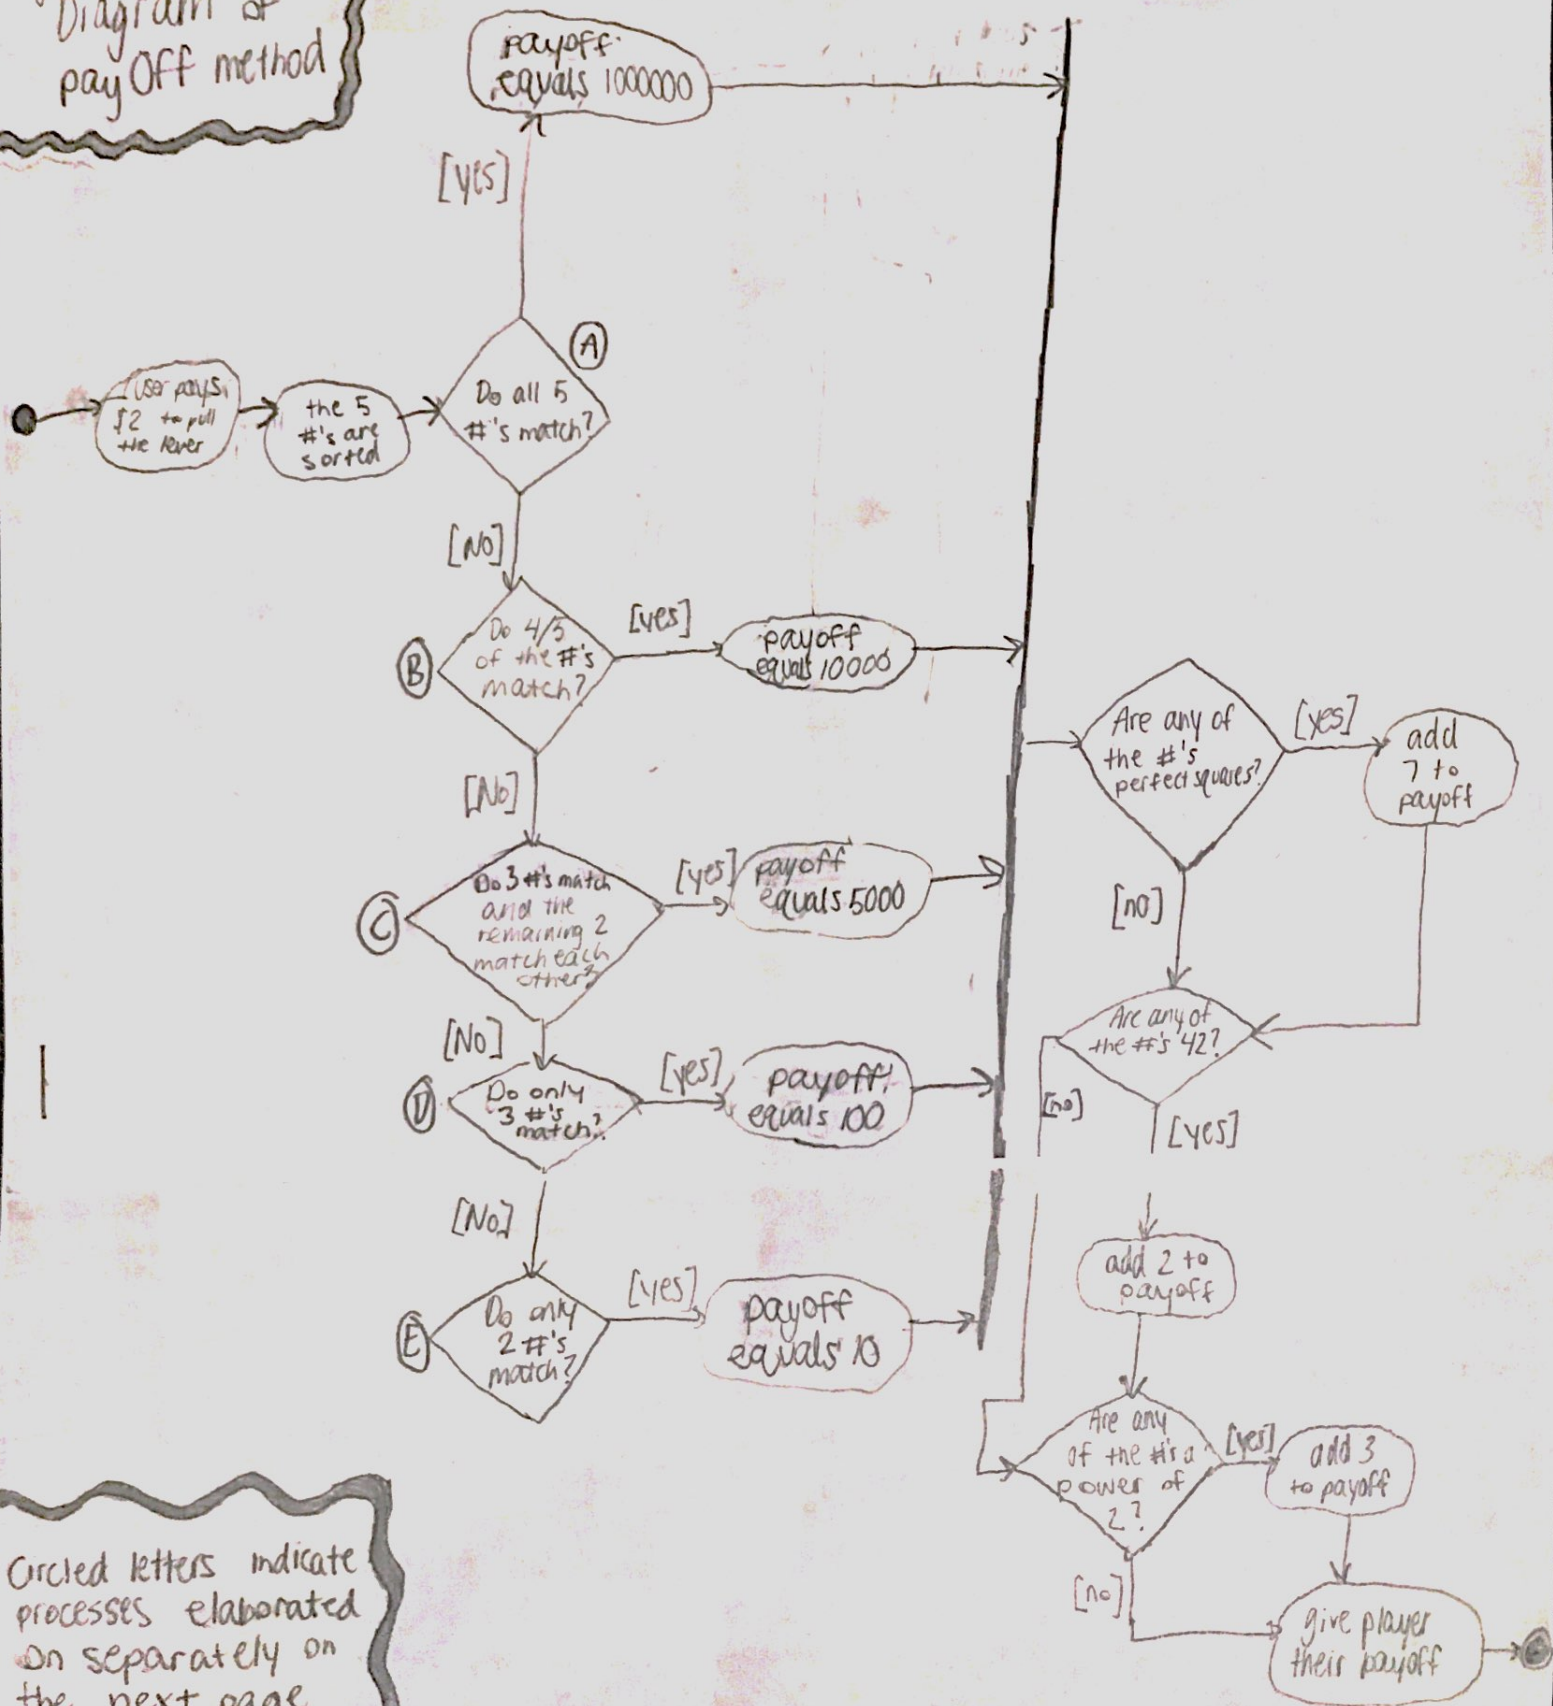 Diagram of
payOff method
payoff
equals 1000000
[yes]
A
User pays
$2 to pull
the lever
the 5
#'s are
sorted
Do all 5
#'s match?
[No]
B
Do 4/5
of the #'s
match?
[yes]
payoff
equals 10000
[No]
C
Do 3 #'s match
and the
remaining 2
match each
other?
[yes]
payoff
equals 5000
[No]
D
Do only
3 #'s
match?
[yes]
payoff
equals 100
[No]
E
Do only
2 #'s
match?
[yes]
payoff
equals 10
Are any of
the #'s
perfect squares?
[yes]
add
7 to
payoff
[no]
Are any of
the #'s 42?
[no]
[yes]
add 2 to
payoff
Are any
of the #'s a
power of
2?
[yes]
add 3
to payoff
[no]
give player
their payoff
Circled letters indicate
processes elaborated
on separately on
the next page